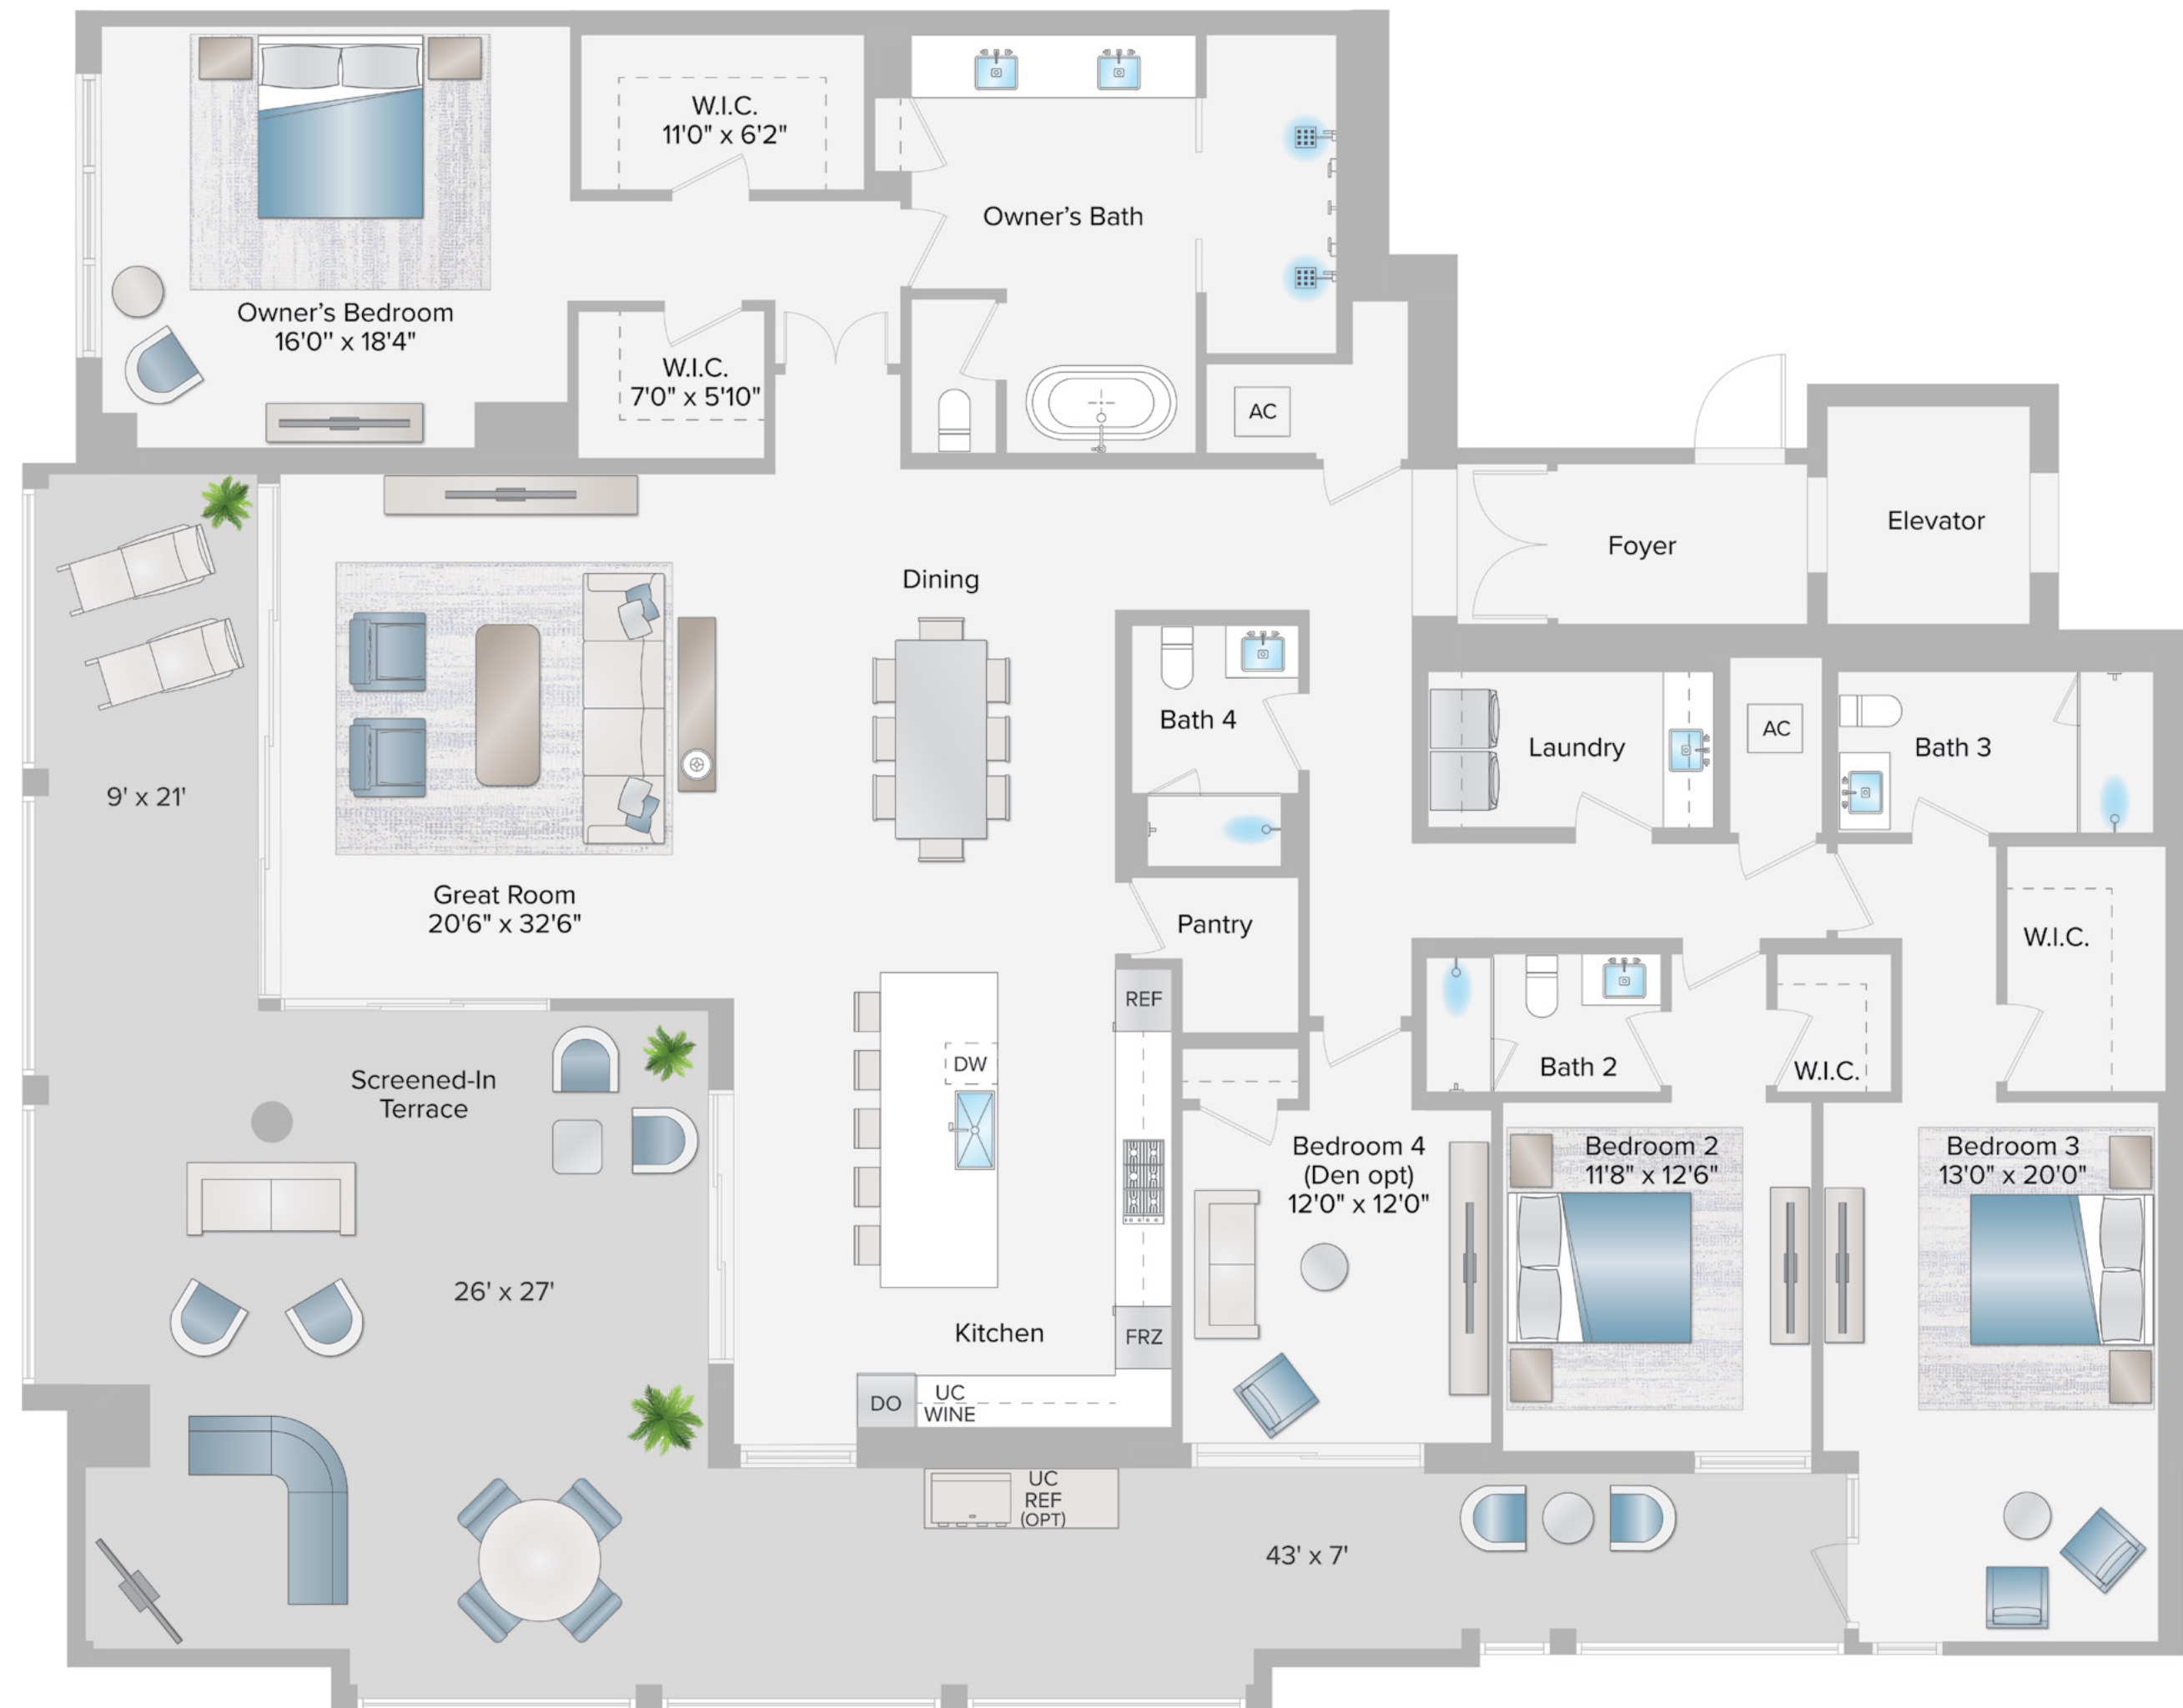 W.I.C.
11'0" x 6'2"
Owner's Bath
Owner's Bedroom
16'0" x 18'4"
W.I.C.
7'0" x 5'10"
AC
Elevator
Foyer
Dining
Bath 4
Laundry
AC
Bath 3
9' x 21'
Great Room
20'6" x 32'6"
Pantry
W.I.C.
REF
DW
Screened-In
Terrace
Bath 2
W.I.C.
Bedroom 4
(Den opt)
12'0" x 12'0"
Bedroom 2
11'8" x 12'6"
Bedroom 3
13'0" x 20'0"
26' x 27'
Kitchen
FRZ
DO
UC
WINE
UC
REF
(OPT)
43' x 7'